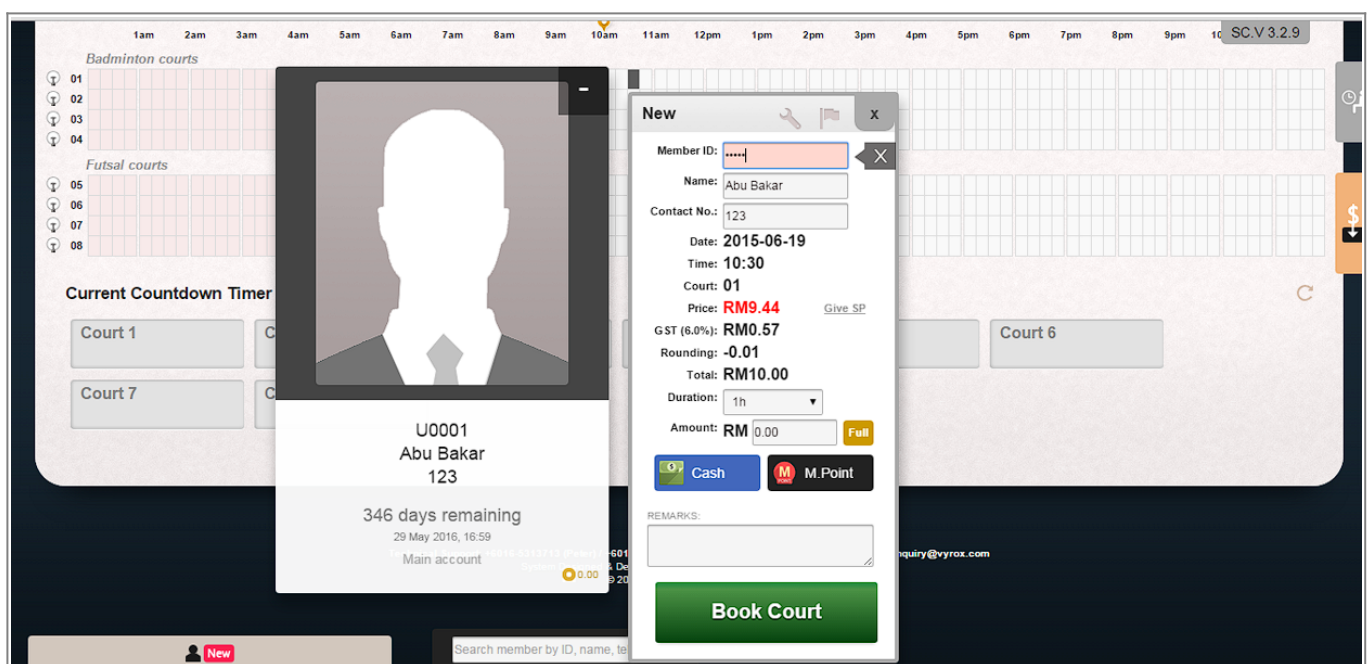 1am 2am 3am 4am 5am 6am 7am 8am 9am 10am 11am 12pm 1pm 2pm 3pm 4pm 5pm 6pm 7pm 8pm 9pm
SC.V 3.2.9
Badminton courts
01
02
03
04
Futsal courts
05
06
07
08
Current Countdown Timer
Court 1
Court 6
Court 7
U0001
Abu Bakar
123
346 days remaining
29 May 2016, 16:59
Main account
0.00
New
x
Member ID: •••••
X
Name: Abu Bakar
Contact No.: 123
Date: 2015-06-19
Time: 10:30
Court: 01
Price: RM9.44 Give SP
GST (6.0%): RM0.57
Rounding: -0.01
Total: RM10.00
Duration: 1h
Amount: RM 0.00 Full
Cash
M.Point
REMARKS:
Book Court
New
Search member by ID, name, te